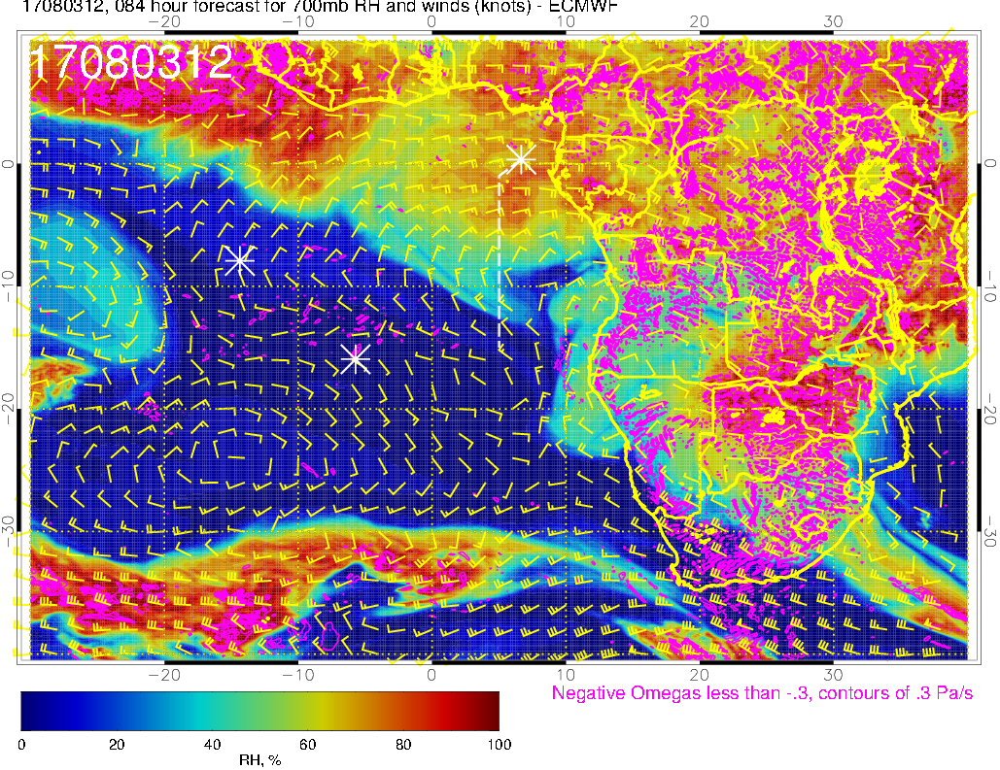 17080312, 084 hour forecast for 700mb RH and winds (knots) - ECMWF
−20 −10 0 10 20 30
17080312
0 0
−10 −10
−20 −20
−30 −30
−20 −10 0 10 20 30
Negative Omegas less than -.3, contours of .3 Pa/s
0 20 40 60 80 100
RH, %